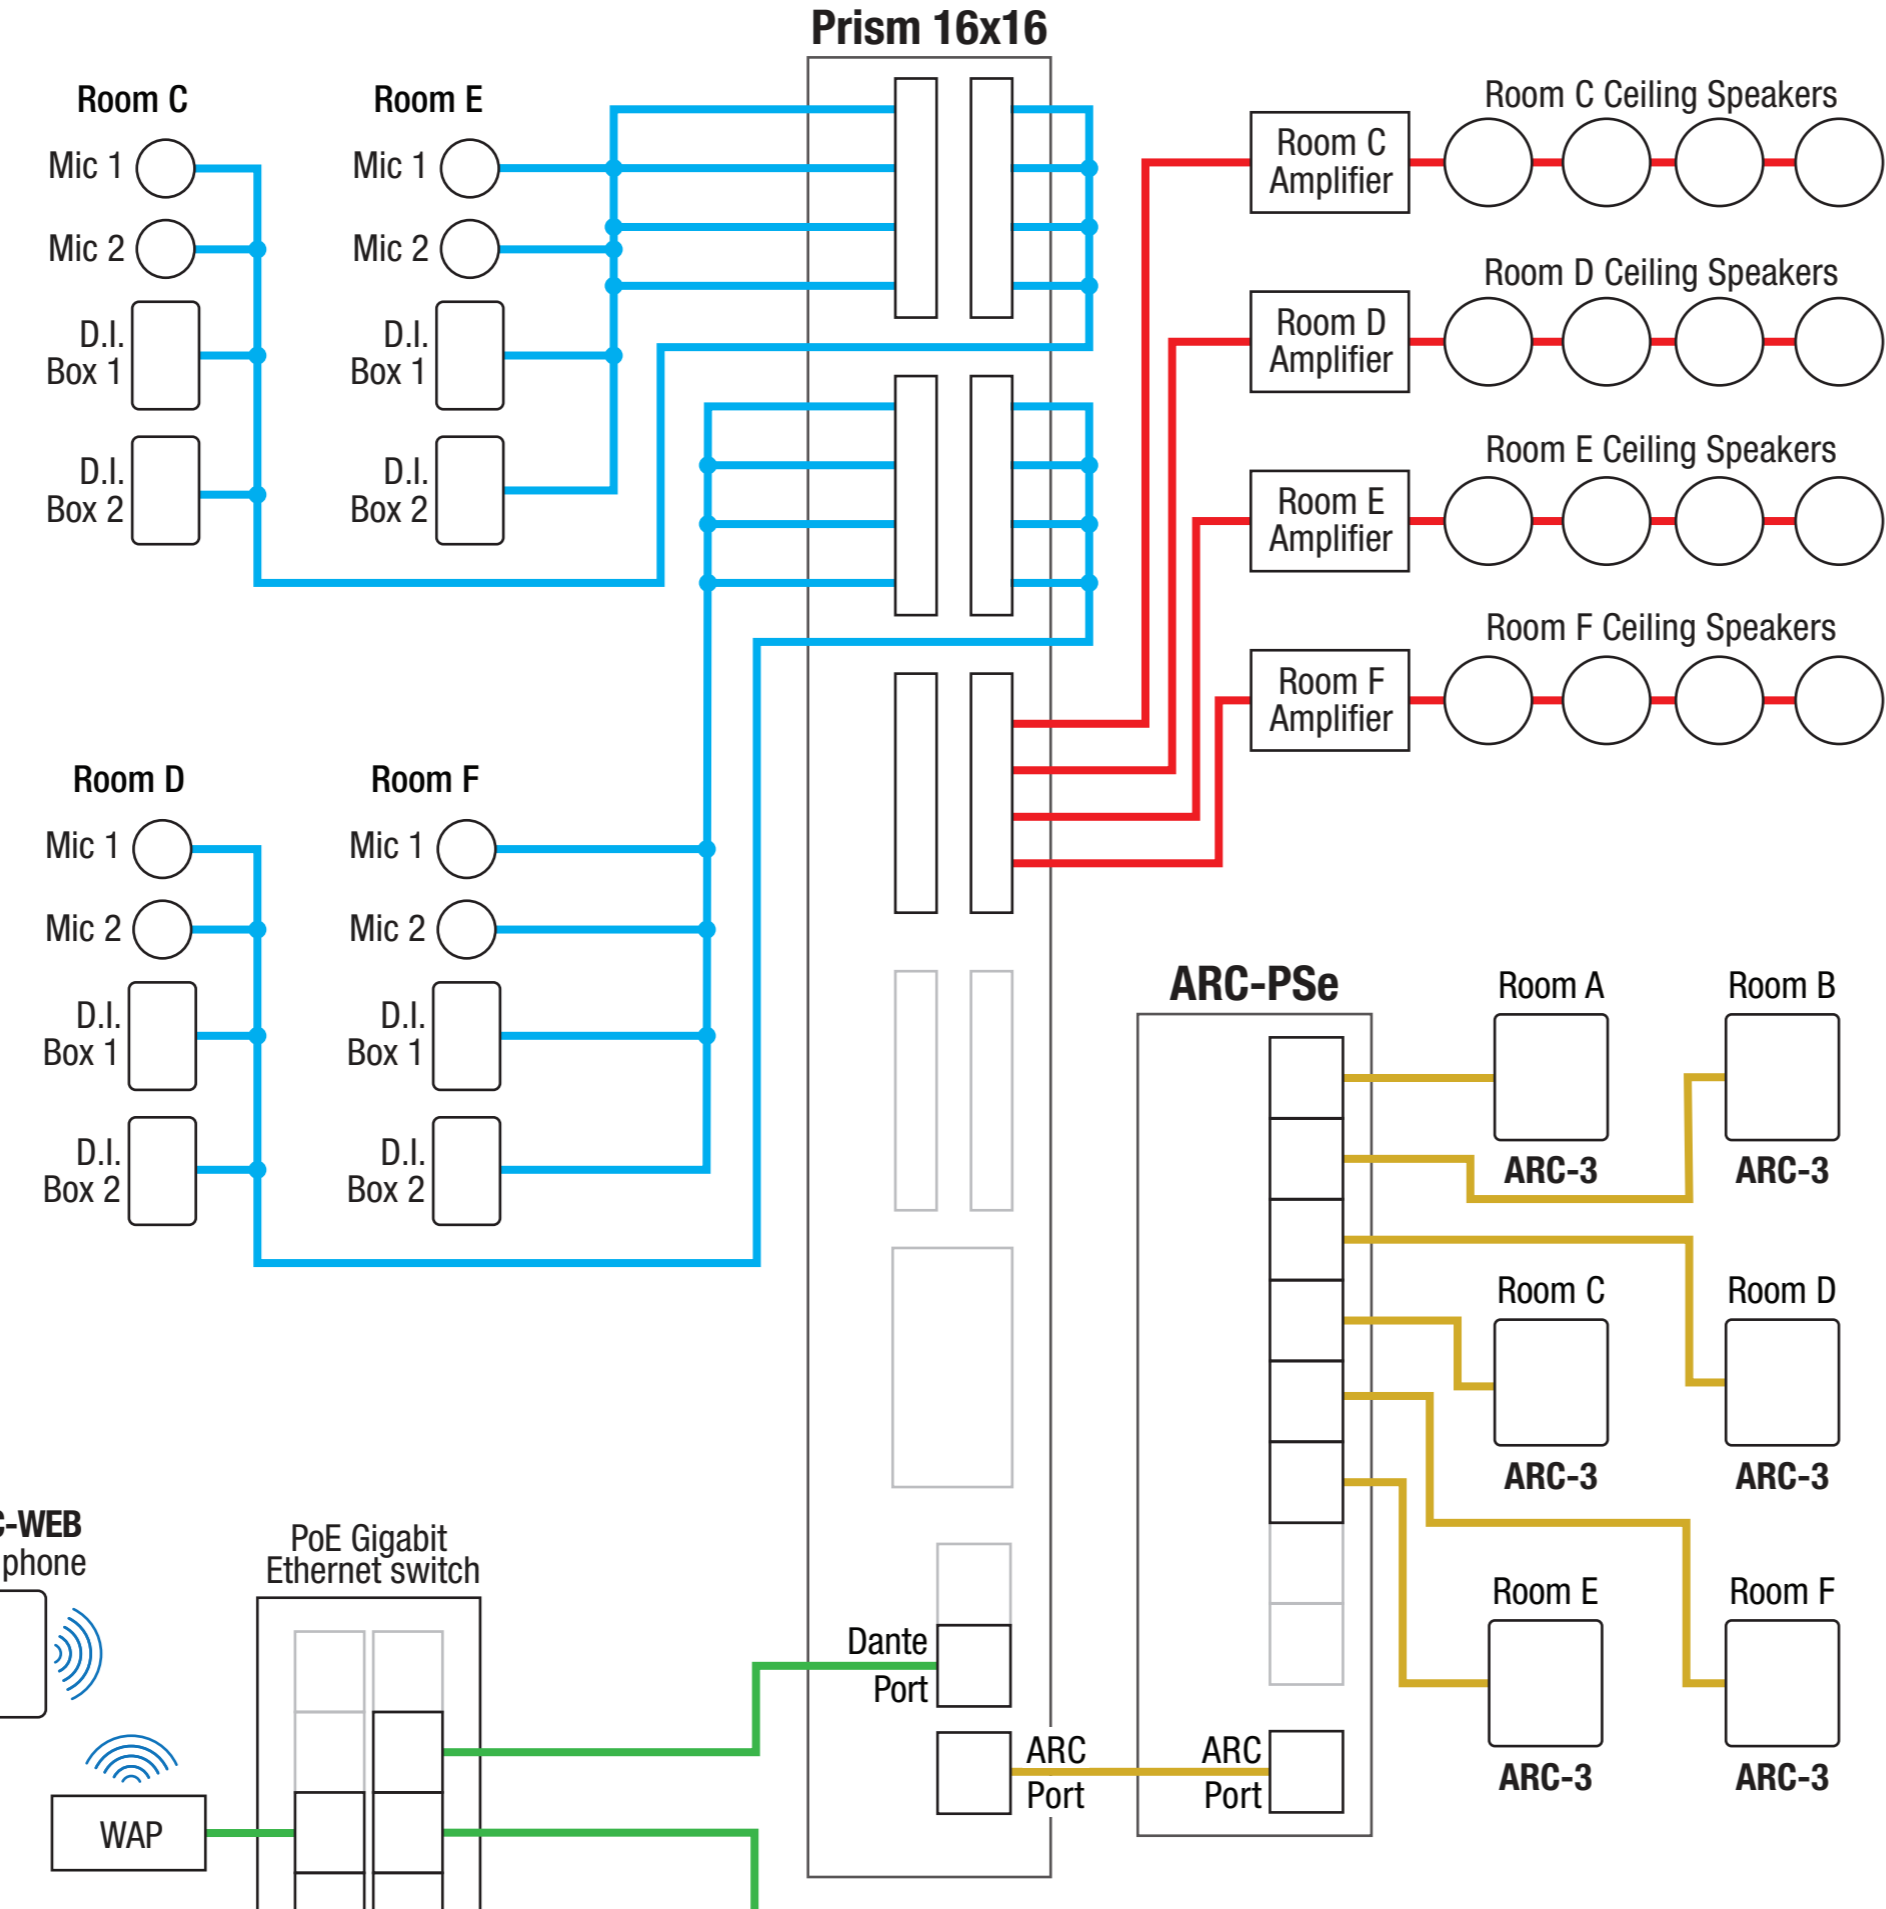 Prism 16x16
Room C
Mic 1
Mic 2
D.I.
Box 1
D.I.
Box 2
Room E
Mic 1
Mic 2
D.I.
Box 1
D.I.
Box 2
Room C Ceiling Speakers
Room C
Amplifier
Room D Ceiling Speakers
Room D
Amplifier
Room E Ceiling Speakers
Room E
Amplifier
Room F Ceiling Speakers
Room F
Amplifier
Room D
Mic 1
Mic 2
D.I.
Box 1
D.I.
Box 2
Room F
Mic 1
Mic 2
D.I.
Box 1
D.I.
Box 2
ARC-PSe
Room A
ARC-3
Room B
ARC-3
Room C
ARC-3
Room D
ARC-3
Room E
ARC-3
Room F
ARC-3
C-WEB
phone
PoE Gigabit
Ethernet switch
WAP
Dante
Port
ARC
Port
ARC
Port